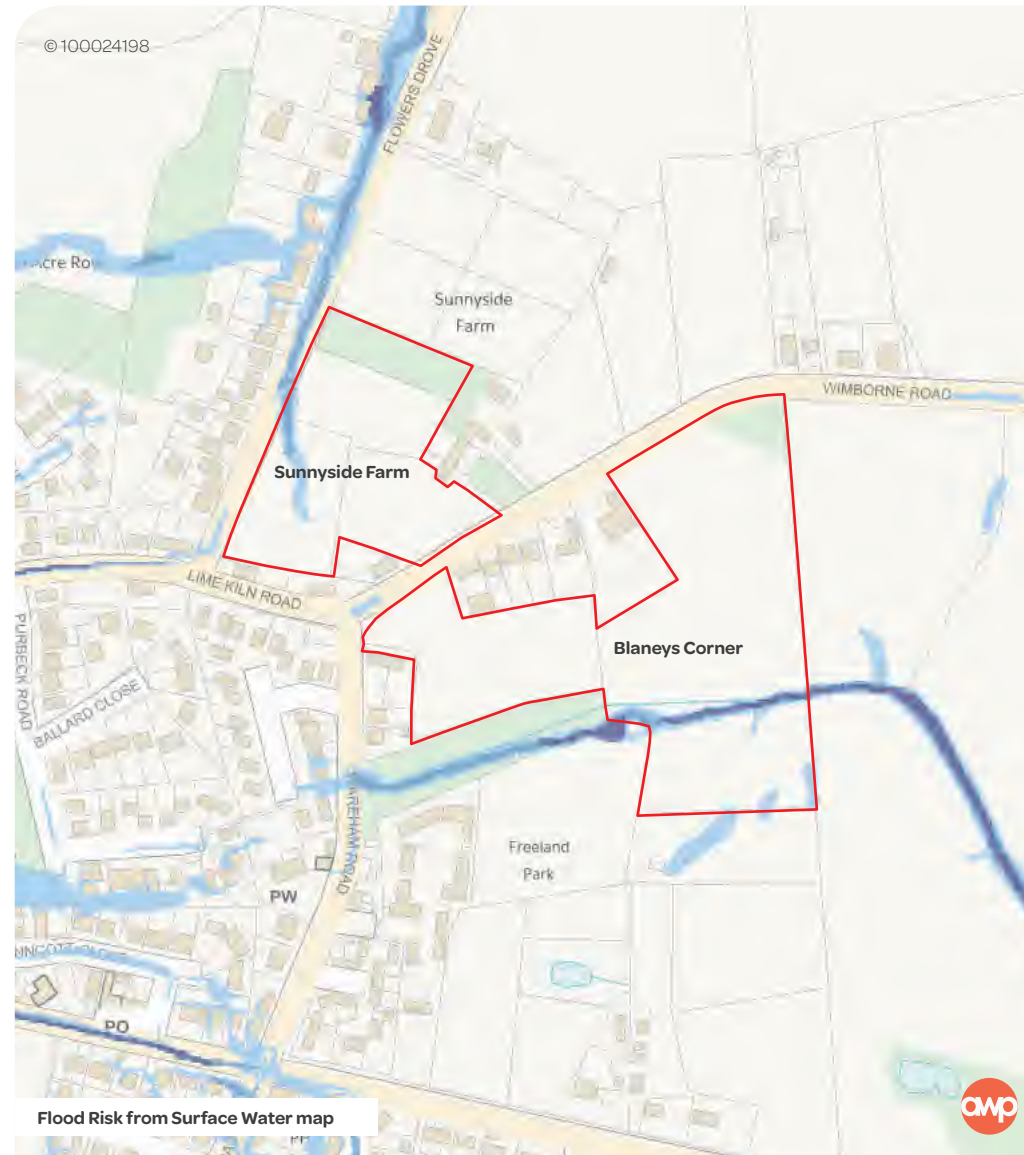 © 100024198
FLOWERS DROVE
Acre Ro
Sunnyside
Farm
WIMBORNE ROAD
Sunnyside Farm
LIME KILN ROAD
Blaneys Corner
PURBECK ROAD
BALLARD CLOSE
AREHAM ROAD
Freeland
Park
PW
PO
Flood Risk from Surface Water map
awp